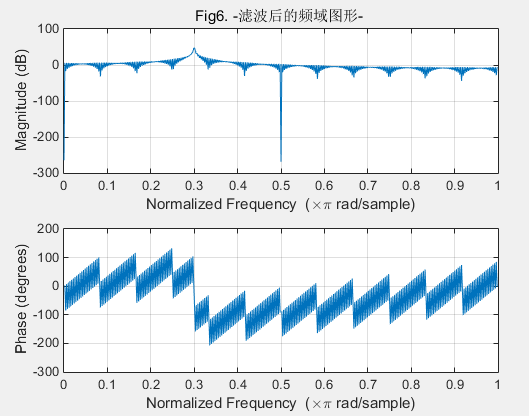 Fig6. -滤波后的频域图形-
100
0
-100
-200
-300
Magnitude (dB)
0 0.1 0.2 0.3 0.4 0.5 0.6 0.7 0.8 0.9 1
Normalized Frequency (×π rad/sample)
200
100
0
-100
-200
-300
Phase (degrees)
0 0.1 0.2 0.3 0.4 0.5 0.6 0.7 0.8 0.9 1
Normalized Frequency (×π rad/sample)